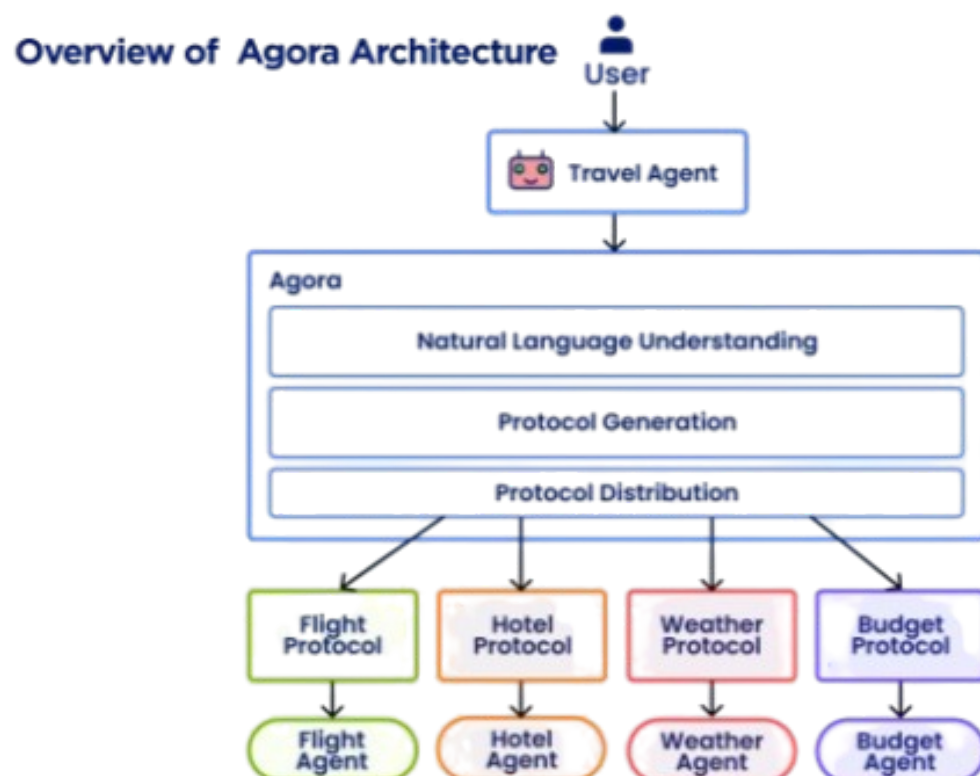 Overview of Agora Architecture
User
Travel Agent
Agora
Natural Language Understanding
Protocol Generation
Protocol Distribution
Flight
Protocol
Hotel
Protocol
Weather
Protocol
Budget
Protocol
Flight
Agent
Hotel
Agent
Weather
Agent
Budget
Agent